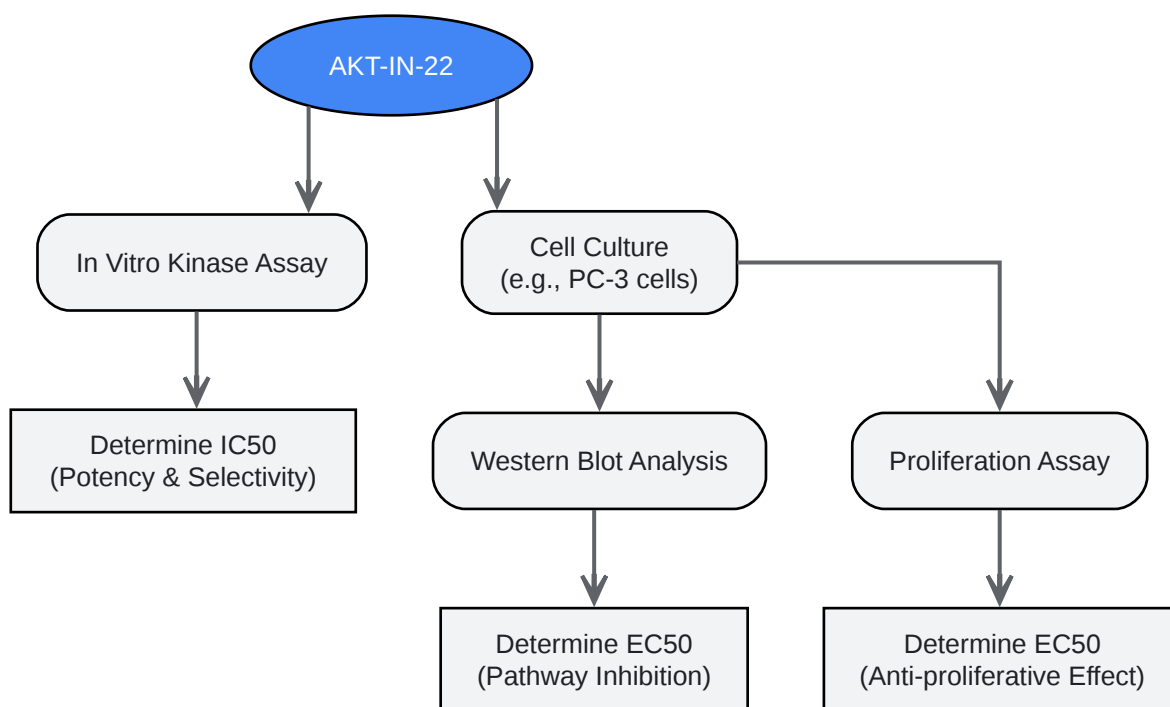 AKT-IN-22
In Vitro Kinase Assay
Cell Culture
(e.g., PC-3 cells)
Determine IC50
(Potency & Selectivity)
Western Blot Analysis
Proliferation Assay
Determine EC50
(Pathway Inhibition)
Determine EC50
(Anti-proliferative Effect)